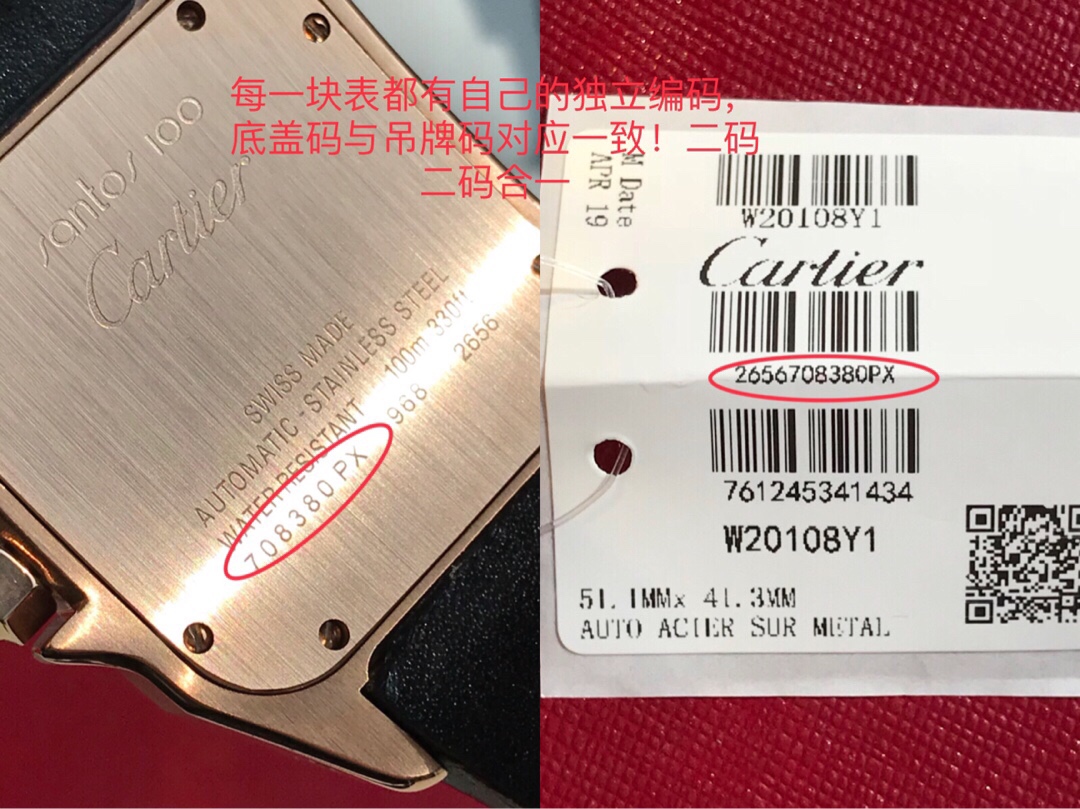 每一块表都有自己的独立编码，
底盖码与吊牌码对应一致！二码
二码合一
santos 100
Cartier
SWISS MADE
AUTOMATIC - STAINLESS STEEL
WATER RESISTANT 100m 330ft
708380PX 968 2656
M Date
APR 19
W20108Y1
Cartier
2656708380PX
761245341434
W20108Y1
51.1MMx 41.3MM
AUTO ACIER SUR METAL